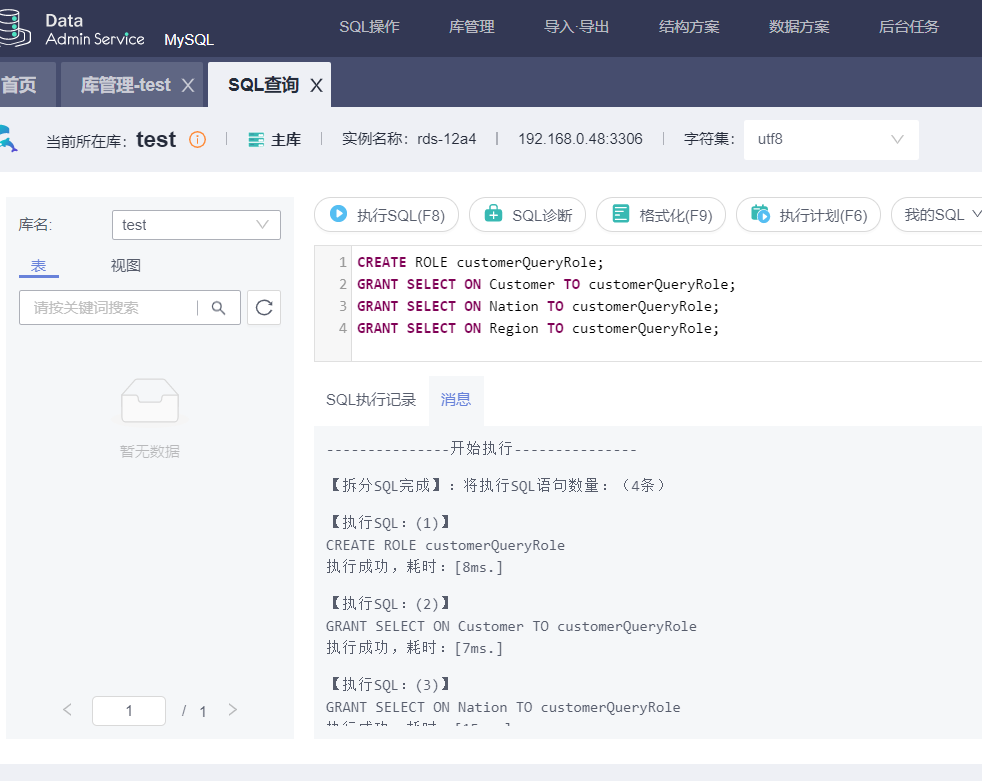 Data
Admin Service MySQL
SQL操作 库管理 导入·导出 结构方案 数据方案 后台任务
首页 库管理-test X SQL查询 X
当前所在库: test 主库 实例名称: rds-12a4 192.168.0.48:3306 字符集: utf8
库名: test
表 视图
请按关键词搜索
暂无数据
1 / 1
执行SQL(F8) SQL诊断 格式化(F9) 执行计划(F6) 我的SQL
1 CREATE ROLE customerQueryRole;
2 GRANT SELECT ON Customer TO customerQueryRole;
3 GRANT SELECT ON Nation TO customerQueryRole;
4 GRANT SELECT ON Region TO customerQueryRole;
SQL执行记录 消息
---------------开始执行---------------
【拆分SQL完成】: 将执行SQL语句数量: (4条)
【执行SQL: (1)】
CREATE ROLE customerQueryRole
执行成功, 耗时: [8ms.]
【执行SQL: (2)】
GRANT SELECT ON Customer TO customerQueryRole
执行成功, 耗时: [7ms.]
【执行SQL: (3)】
GRANT SELECT ON Nation TO customerQueryRole